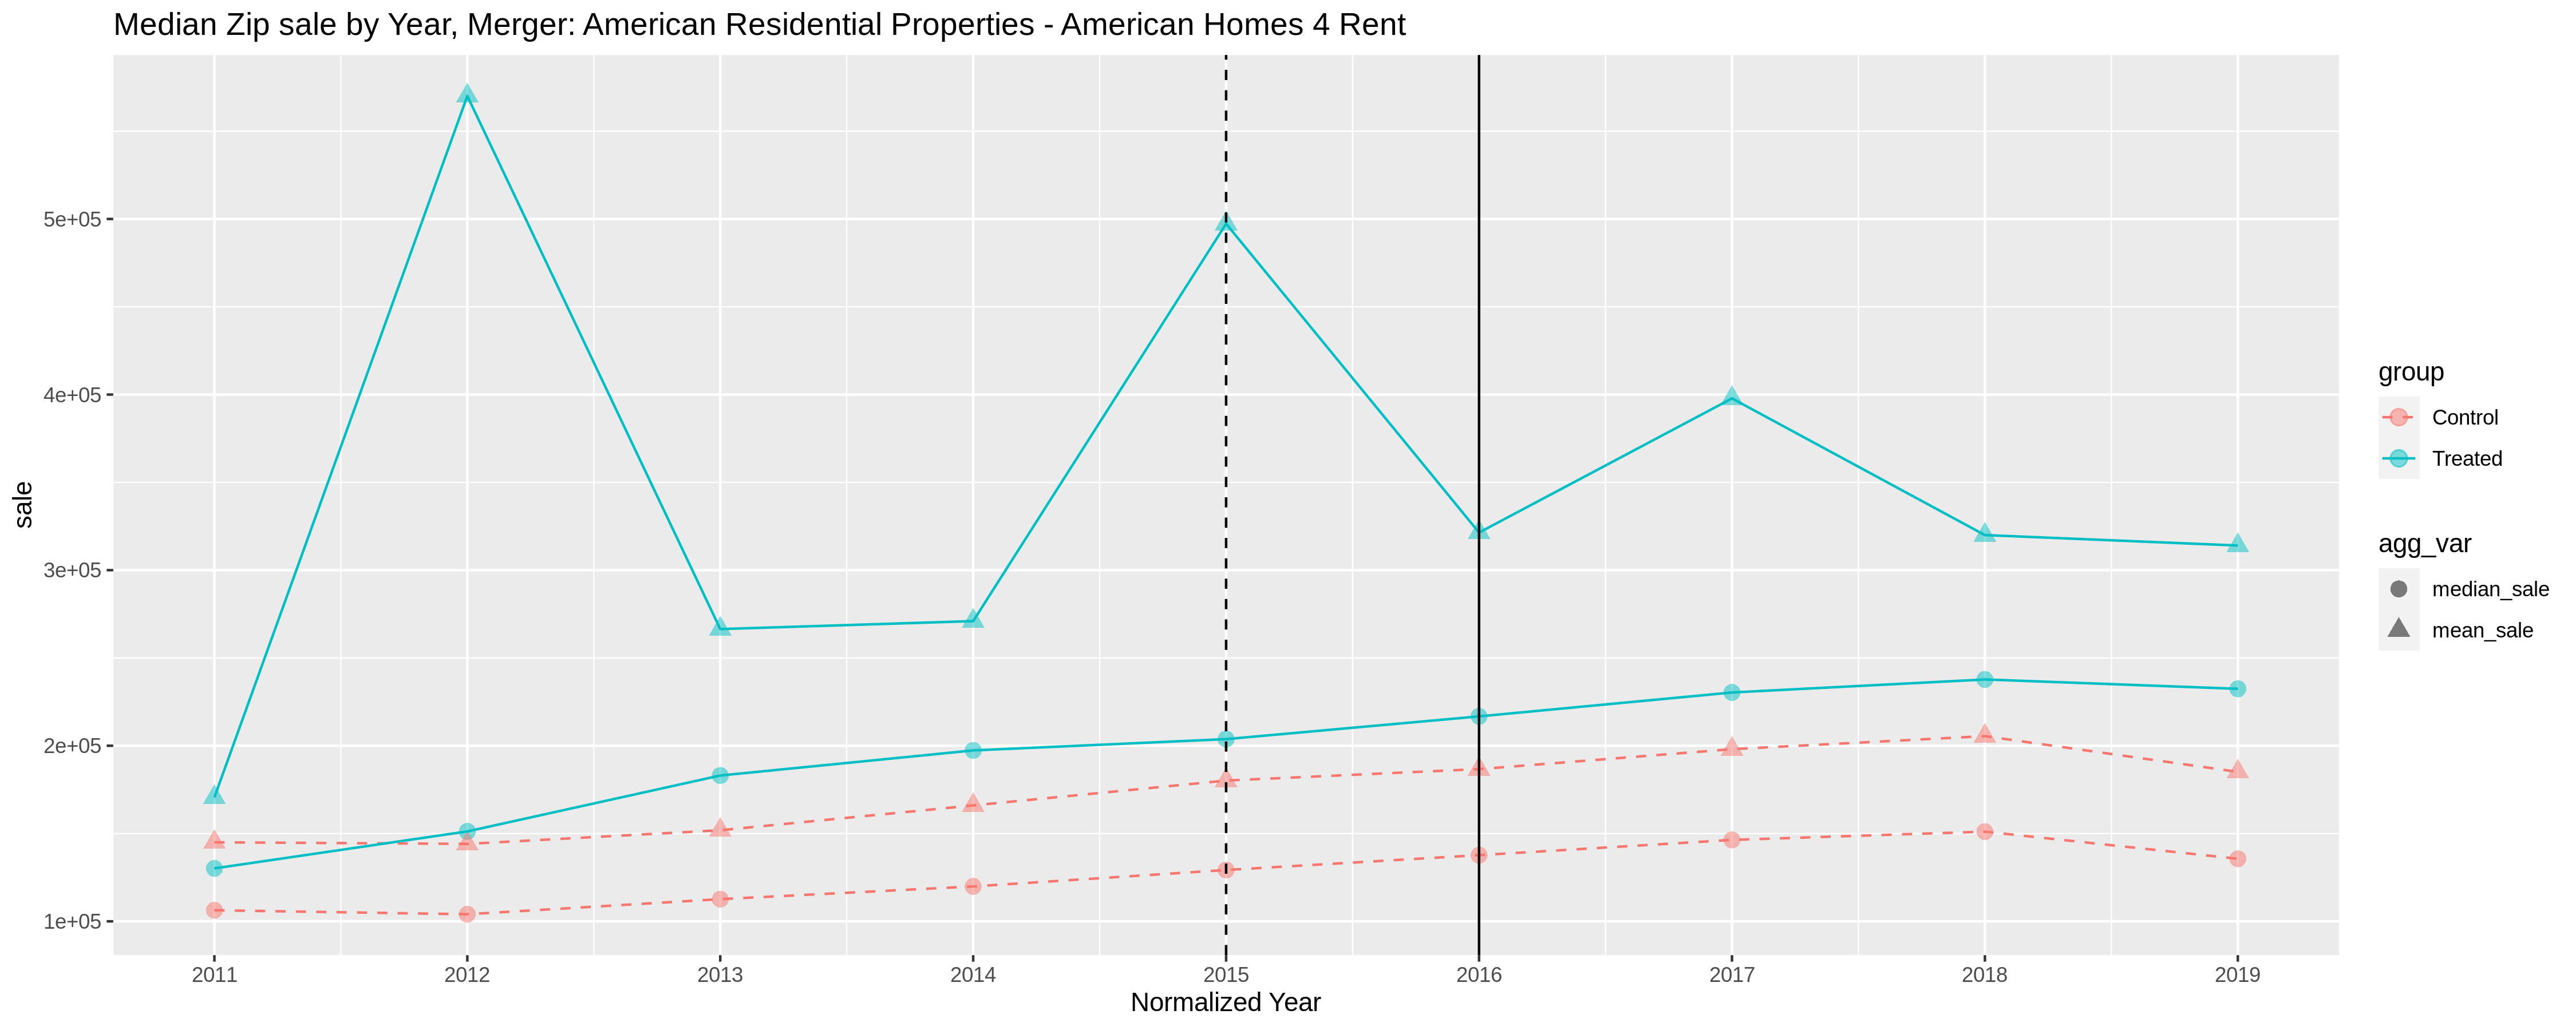 Median Zip sale by Year, Merger: American Residential Properties - American Homes 4 Rent
sale
5e+05
4e+05
3e+05
2e+05
1e+05
2011 2012 2013 2014 2015 2016 2017 2018 2019
Normalized Year
group
Control
Treated
agg_var
median_sale
mean_sale